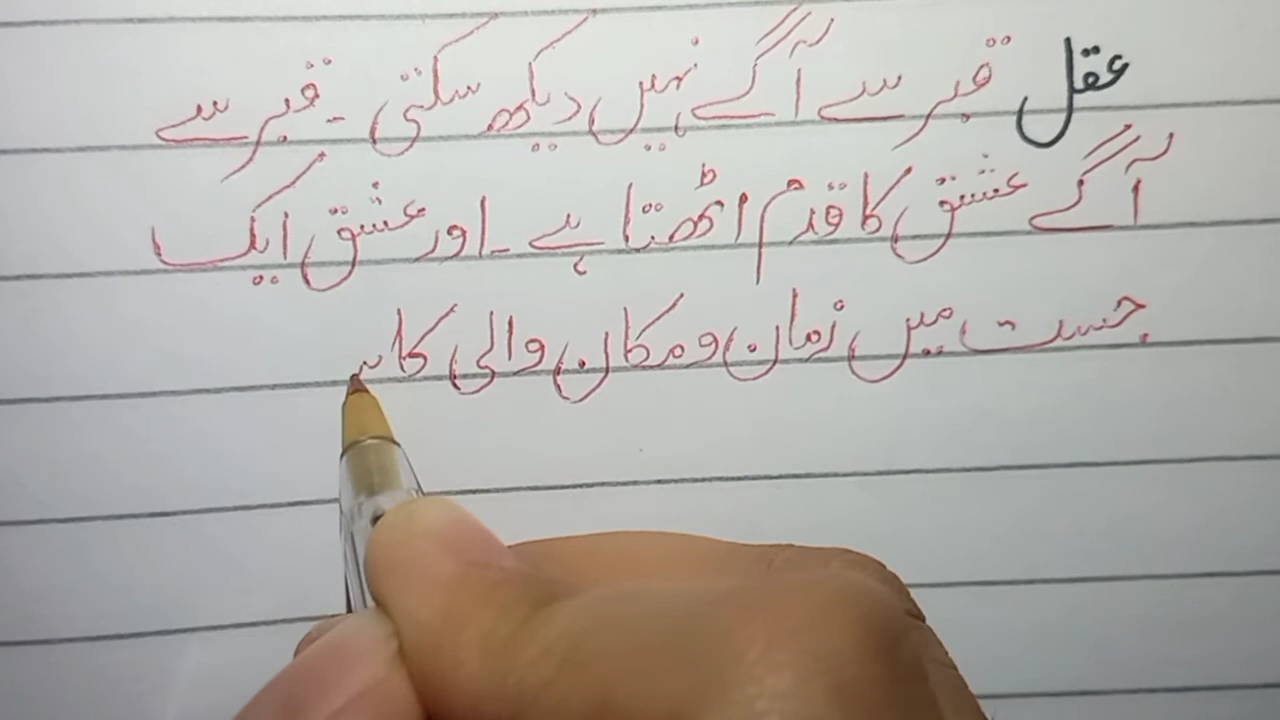 عقل قبر سے آگے نہیں دیکھ سکتی ۔ قبر سے
آگے عشق کا قدم اٹھتا ہے ۔ اور عشق ایک
جست میں زمان و مکان والی کا